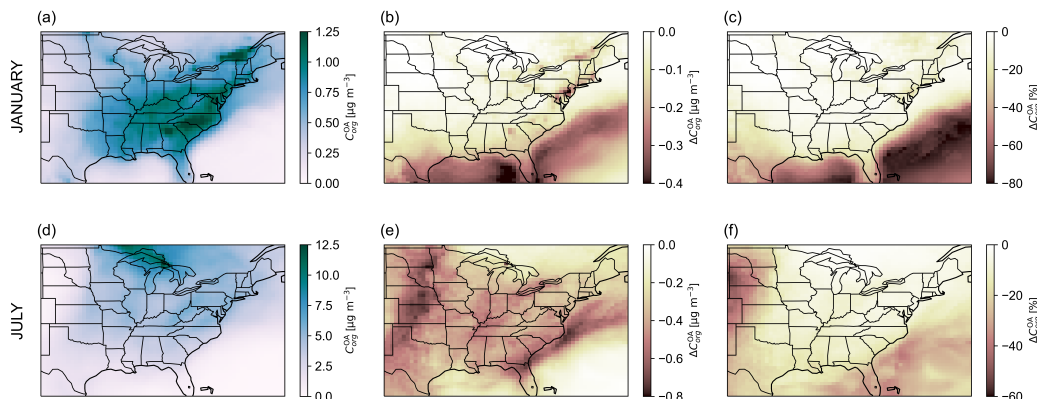 (a)
(b)
(c)
JANUARY
1.25
1.00
0.75
0.50
0.25
0.00
C_org^OA [μg m⁻³]
0.0
−0.1
−0.2
−0.3
−0.4
ΔC_org^OA [μg m⁻³]
0
−20
−40
−60
−80
ΔC_org^OA [%]
(d)
(e)
(f)
JULY
12.5
10.0
7.5
5.0
2.5
0.0
C_org^OA [μg m⁻³]
0.0
−0.2
−0.4
−0.6
−0.8
ΔC_org^OA [μg m⁻³]
0
−20
−40
−60
ΔC_org^OA [%]